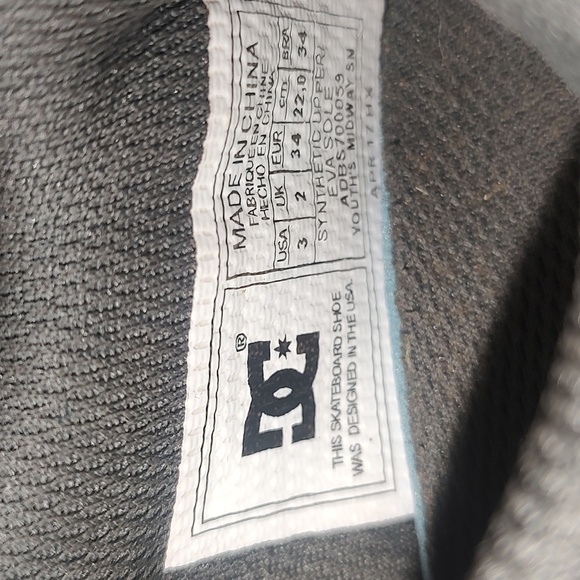 DC®
THIS SKATEBOARD SHOE
WAS DESIGNED IN THE USA
MADE IN CHINA
FABRIQUE EN CHINE
HECHO EN CHINA
USA UK EUR cm BRA
3 2 34 22,0 34
SYNTHETIC UPPER/
EVA SOLE
ADBS700059
YOUTHS MIDWAY SN
APR 17 HX